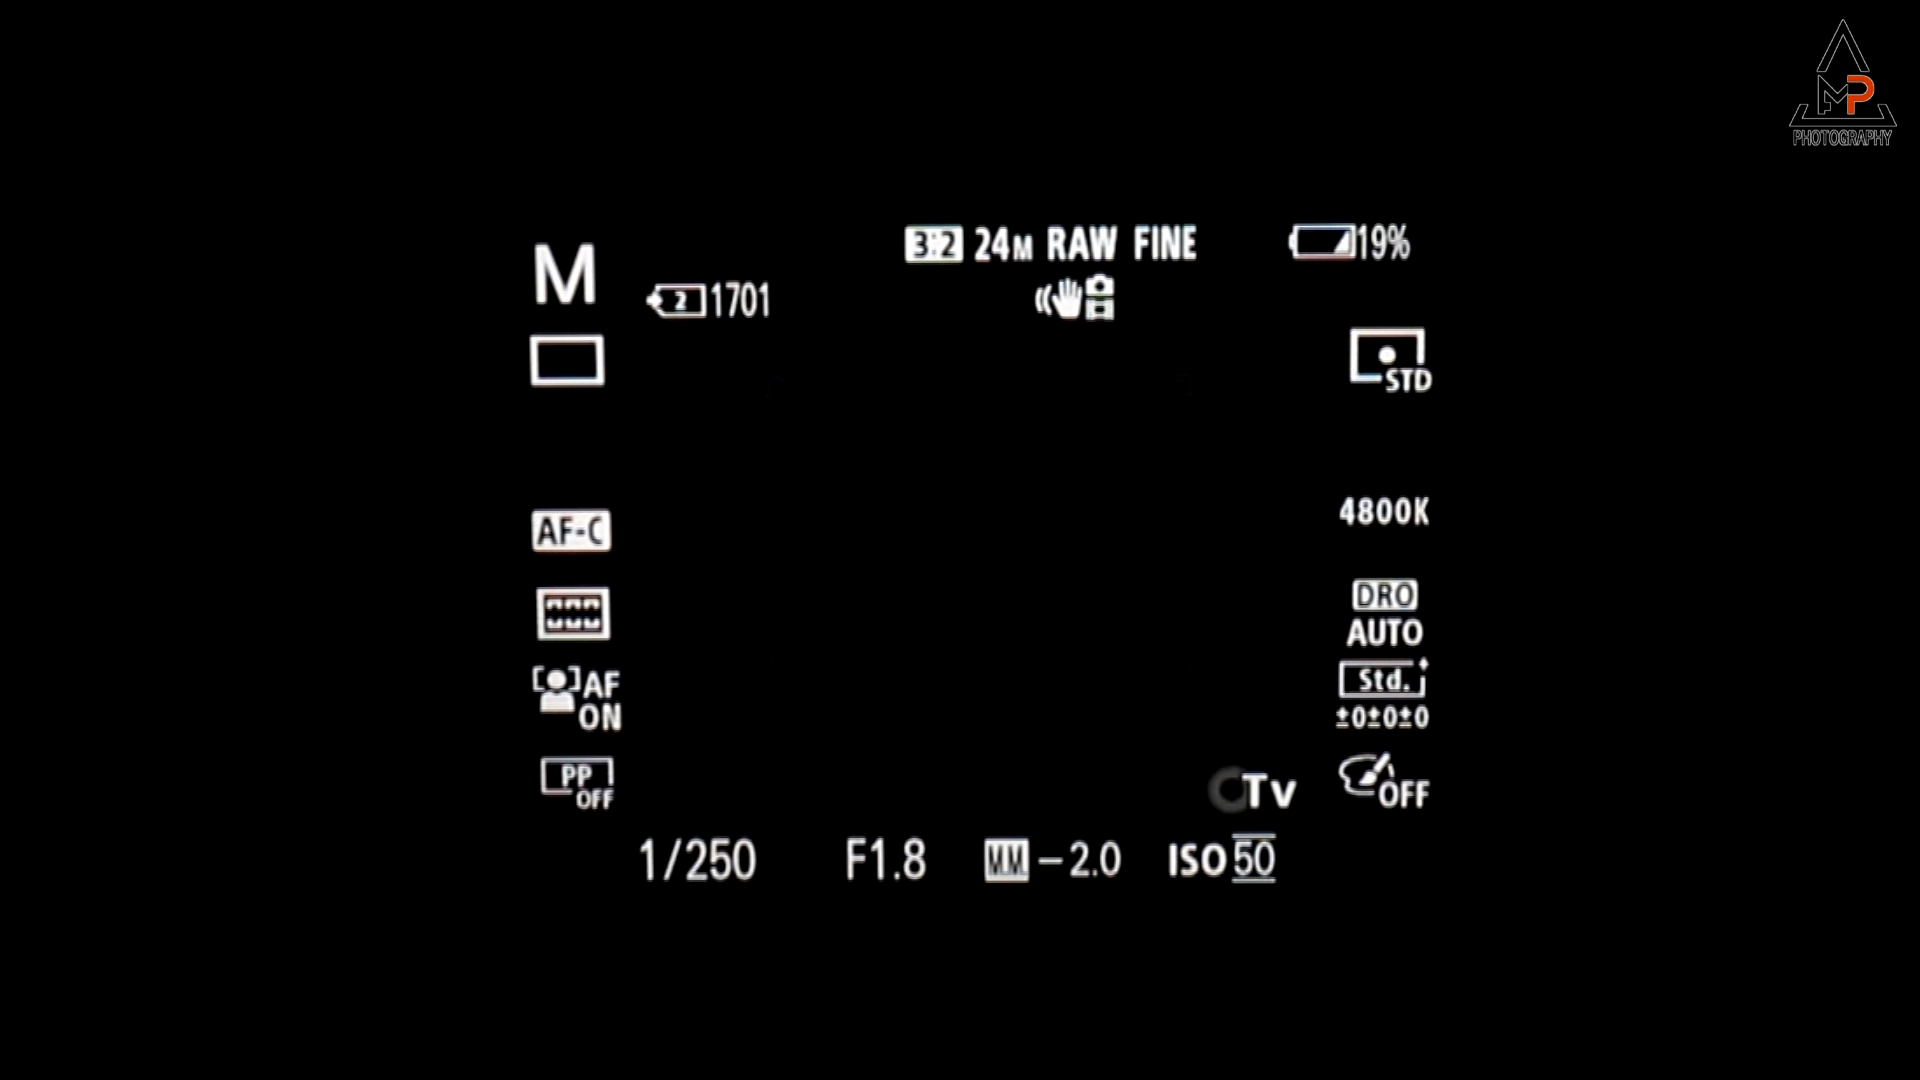 MP
PHOTOGRAPHY
M
2 1701
3:2 24M RAW FINE
19%
STD
AF-C
4800K
DRO
AUTO
AF
ON
Std.
±0±0±0
PP
OFF
Tv
OFF
1/250 F1.8 M.M. −2.0 ISO 50